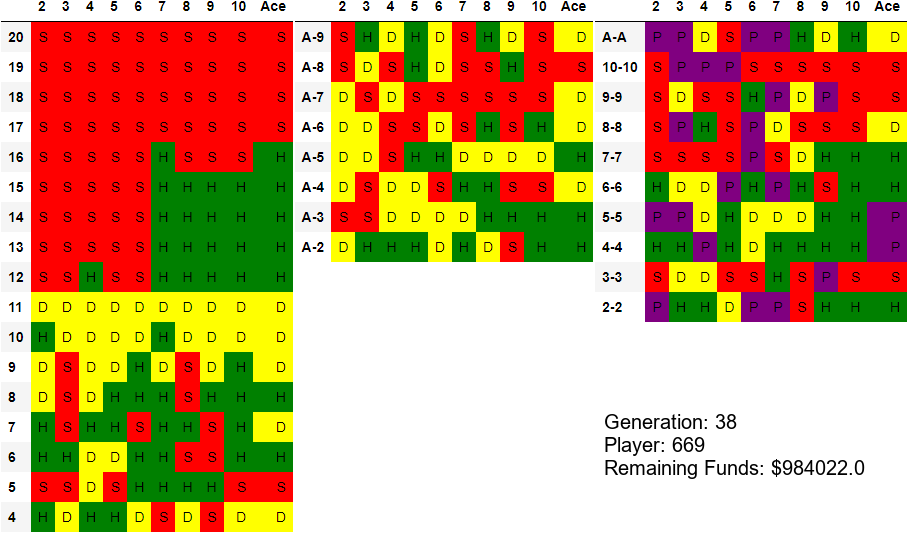 2 3 4 5 6 7 8 9 10 Ace
20 S S S S S S S S S S
19 S S S S S S S S S S
18 S S S S S S S S S S
17 S S S S S S S S S S
16 S S S S S H S S S H
15 S S S S S H H H H H
14 S S S S S H H H H H
13 S S S S S H H H H H
12 S S H S S H H H H H
11 D D D D D D D D D D
10 H D D D D H D D D D
9 D S D D H D S D H D
8 D S D H H H S H H H
7 H S H H S H H S H D
6 H H D D H H S S H H
5 S S D S H H H H S S
4 H D H H D S D S D D
2 3 4 5 6 7 8 9 10 Ace
A-9 S H D H D S H D S D
A-8 S D S H D S S H S S
A-7 D S D S S S S S S D
A-6 D D S S D S H S H D
A-5 D D S H H D D D D H
A-4 D S D D S H H S S D
A-3 S S D D D D H H H H
A-2 D H H H D H D S H H
2 3 4 5 6 7 8 9 10 Ace
A-A P P D S P P H D H D
10-10 S P P P S S S S S S
9-9 S D S S H P D P S S
8-8 S P H S P D S S S D
7-7 S S S S P S D H H H
6-6 H D D P H P H S H H
5-5 P P D H D D D H H P
4-4 H H P H D H H H H P
3-3 S D D S S H S P S S
2-2 P H H D P P S H H H
Generation: 38
Player: 669
Remaining Funds: $984022.0